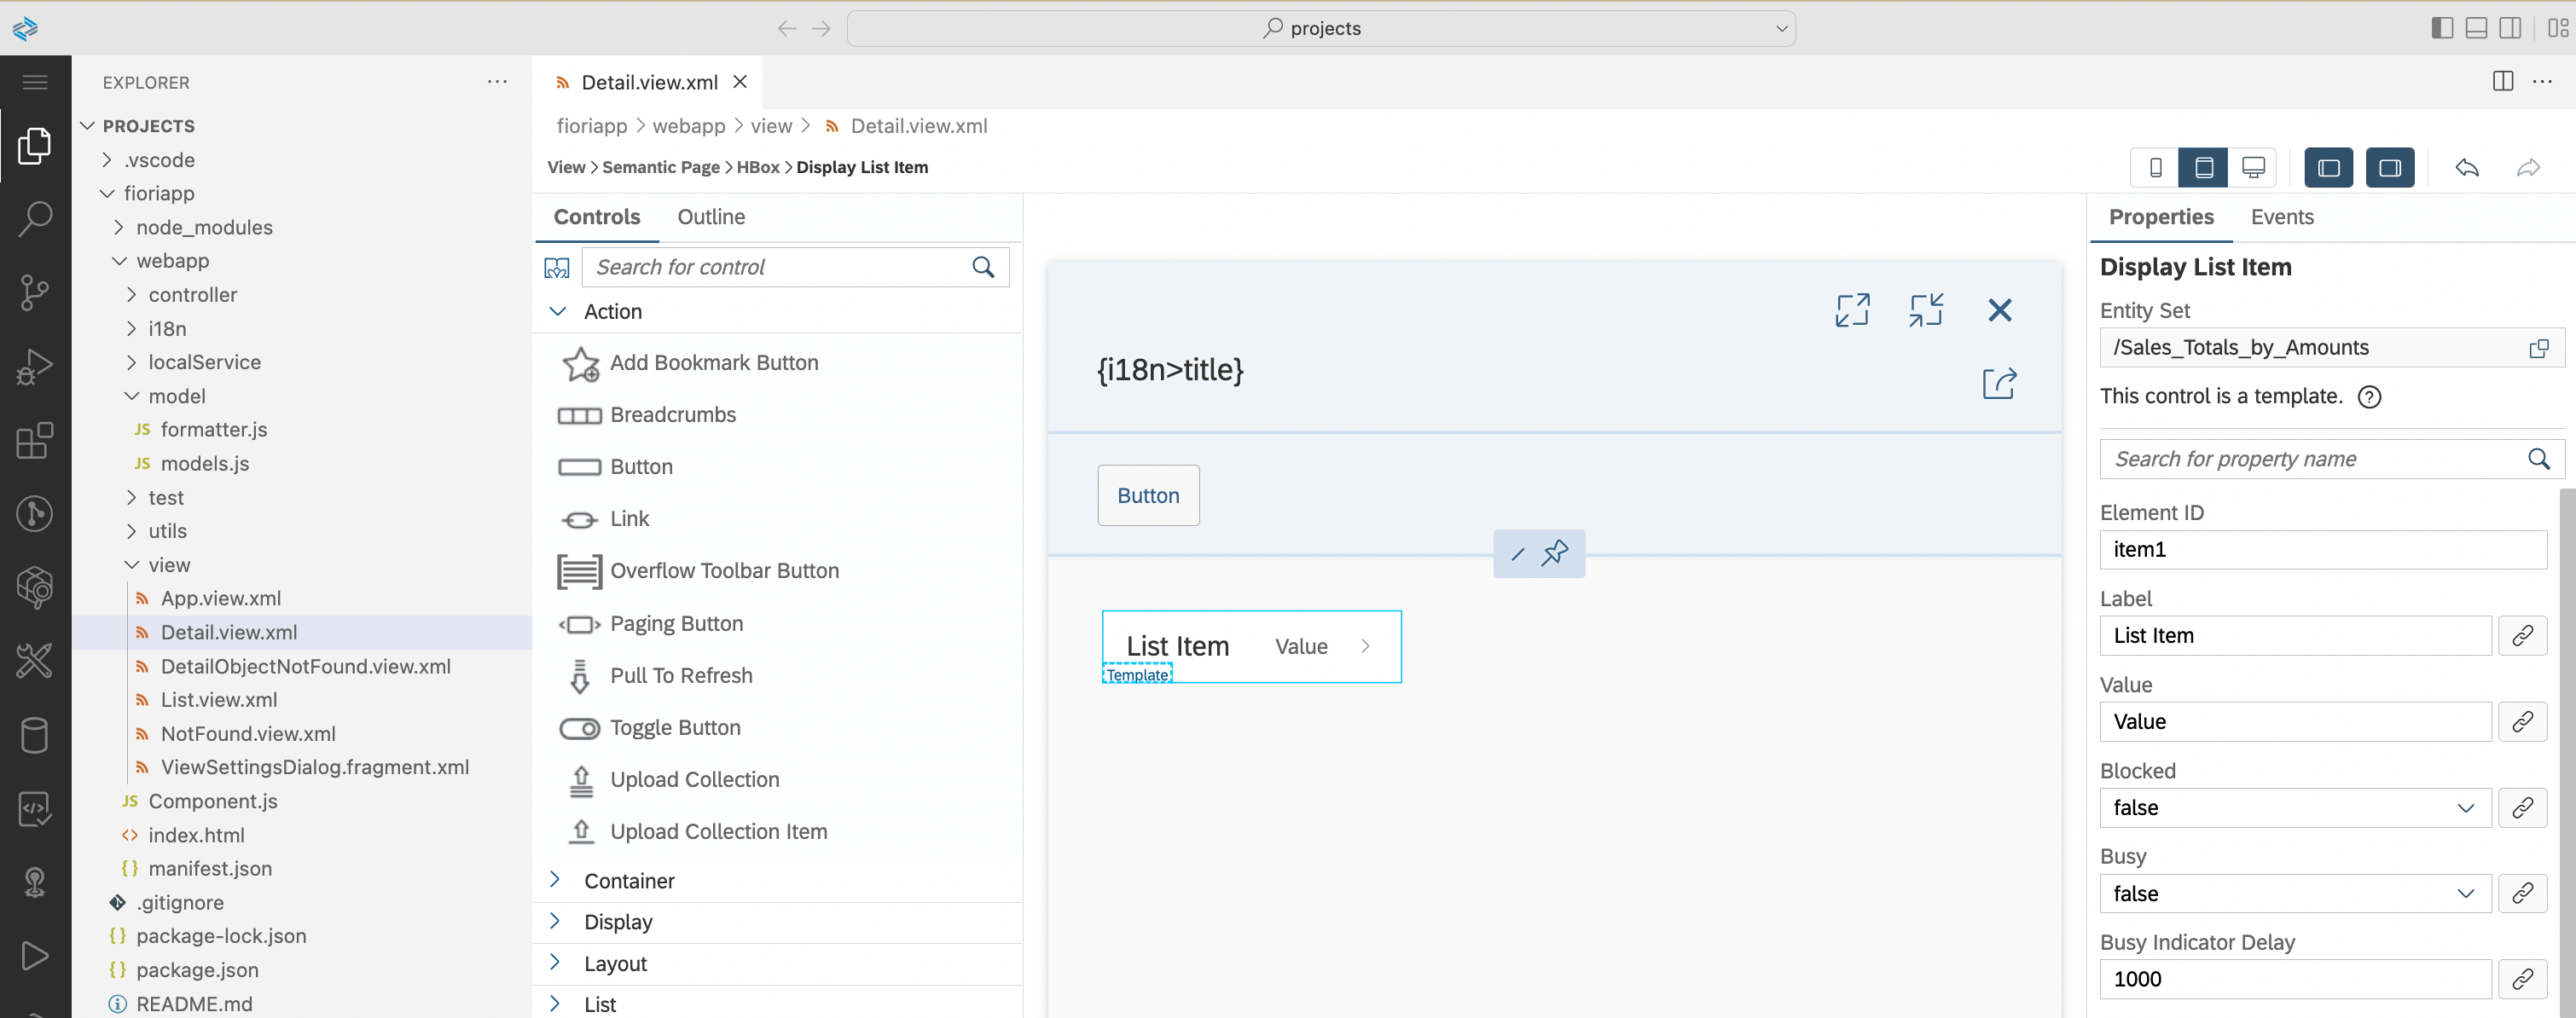 projects
EXPLORER
PROJECTS
.vscode
fioriapp
node_modules
webapp
controller
i18n
localService
model
JS formatter.js
JS models.js
test
utils
view
App.view.xml
Detail.view.xml
DetailObjectNotFound.view.xml
List.view.xml
NotFound.view.xml
ViewSettingsDialog.fragment.xml
JS Component.js
<> index.html
{} manifest.json
.gitignore
{} package-lock.json
{} package.json
README.md
Detail.view.xml
fioriapp > webapp > view > Detail.view.xml
View > Semantic Page > HBox > Display List Item
Controls Outline
Search for control
Action
Add Bookmark Button
Breadcrumbs
Button
Link
Overflow Toolbar Button
Paging Button
Pull To Refresh
Toggle Button
Upload Collection
Upload Collection Item
Container
Display
Layout
List
{i18n>title}
Button
List Item Value
Template
Properties Events
Display List Item
Entity Set
/Sales_Totals_by_Amounts
This control is a template.
Search for property name
Element ID
item1
Label
List Item
Value
Value
Blocked
false
Busy
false
Busy Indicator Delay
1000